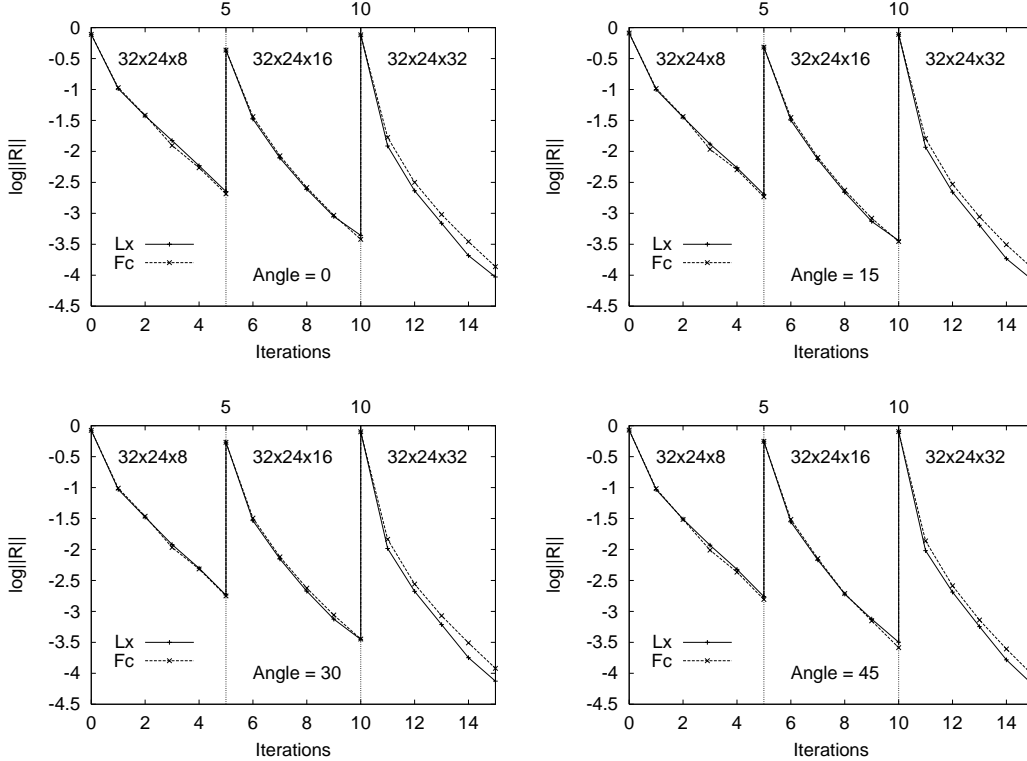 5 10
5 10
0
-0.5
-1
-1.5
-2
-2.5
-3
-3.5
-4
-4.5
log||R||
32x24x8 32x24x16 32x24x32
Lx
Fc
Angle = 0
0 2 4 6 8 10 12 14
Iterations
0
-0.5
-1
-1.5
-2
-2.5
-3
-3.5
-4
-4.5
log||R||
32x24x8 32x24x16 32x24x32
Lx
Fc
Angle = 15
0 2 4 6 8 10 12 14
Iterations
5 10
5 10
0
-0.5
-1
-1.5
-2
-2.5
-3
-3.5
-4
-4.5
log||R||
32x24x8 32x24x16 32x24x32
Lx
Fc
Angle = 30
0 2 4 6 8 10 12 14
Iterations
0
-0.5
-1
-1.5
-2
-2.5
-3
-3.5
-4
-4.5
log||R||
32x24x8 32x24x16 32x24x32
Lx
Fc
Angle = 45
0 2 4 6 8 10 12 14
Iterations